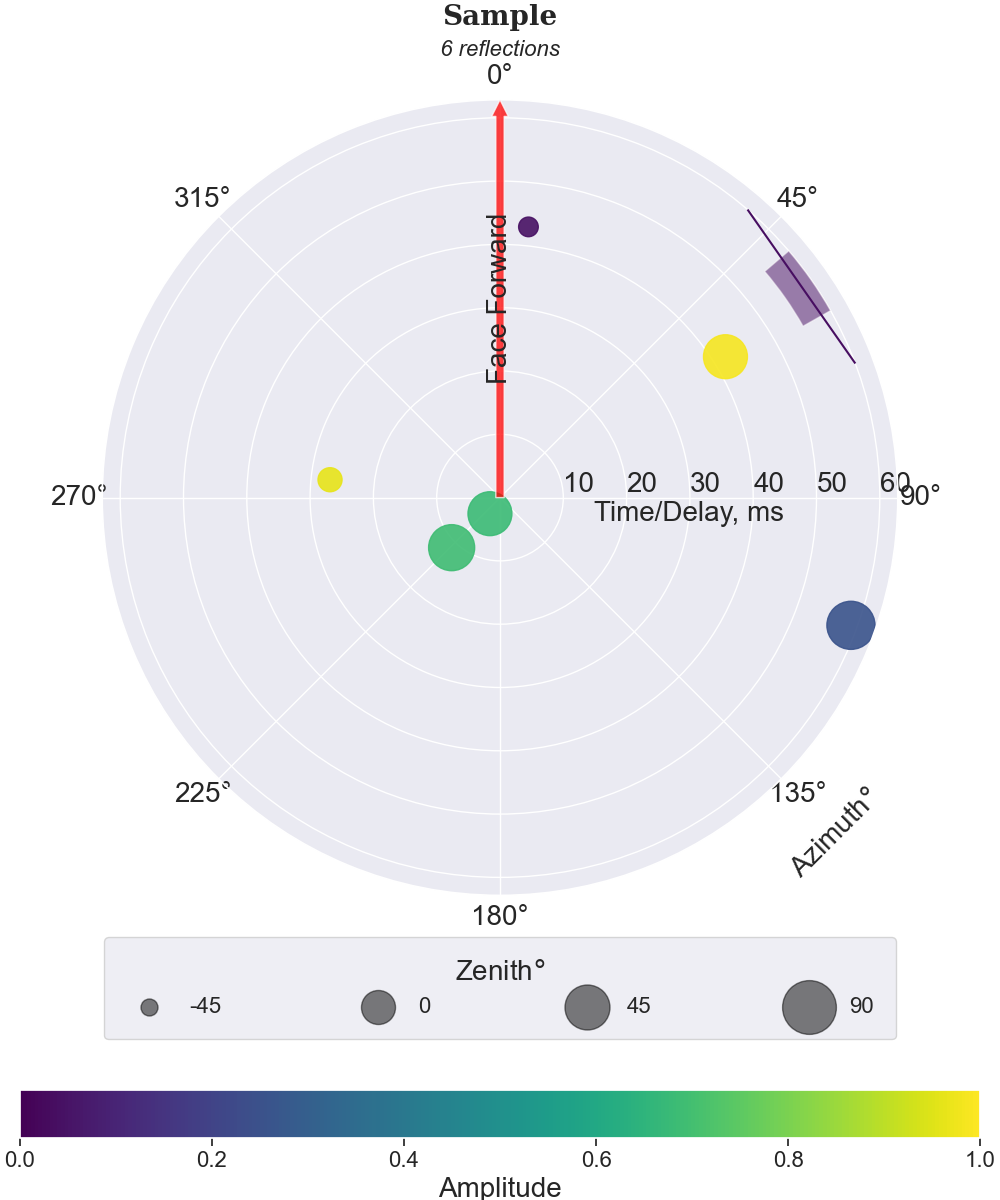 Sample
6 reflections
0°
315°
45°
Face Forward
10 20 30 40 50 60
270°
90°
Time/Delay, ms
225°
135°
Azimuth°
180°
Zenith°
-45 0 45 90
0.0 0.2 0.4 0.6 0.8 1.0
Amplitude